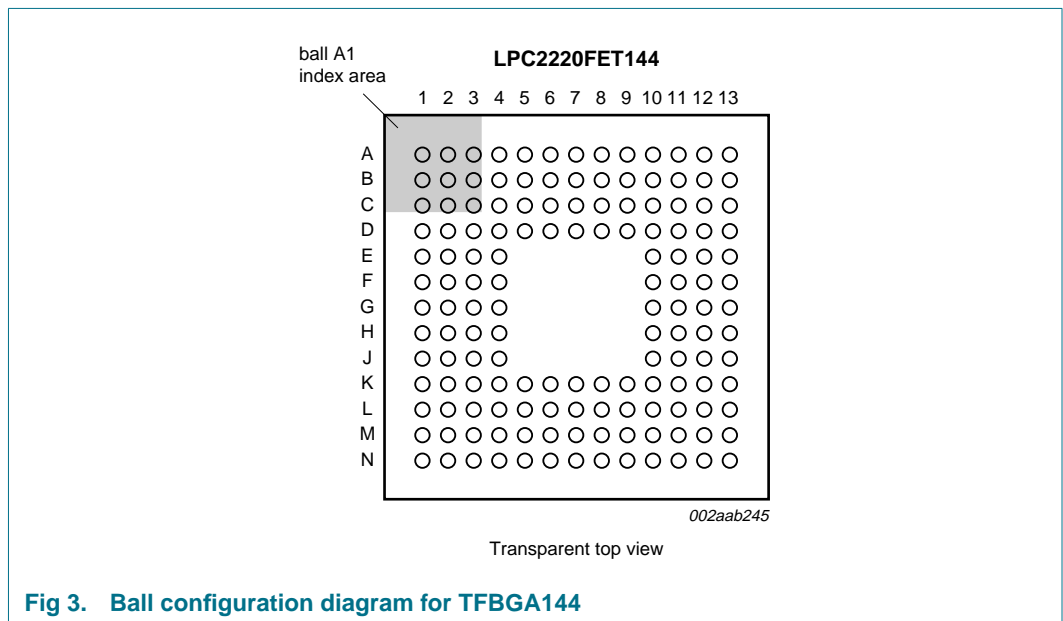 ball A1
index area
LPC2220FET144
1 2 3 4 5 6 7 8 9 10 11 12 13
A
B
C
D
E
F
G
H
J
K
L
M
N
002aab245
Transparent top view
Fig 3. Ball configuration diagram for TFBGA144